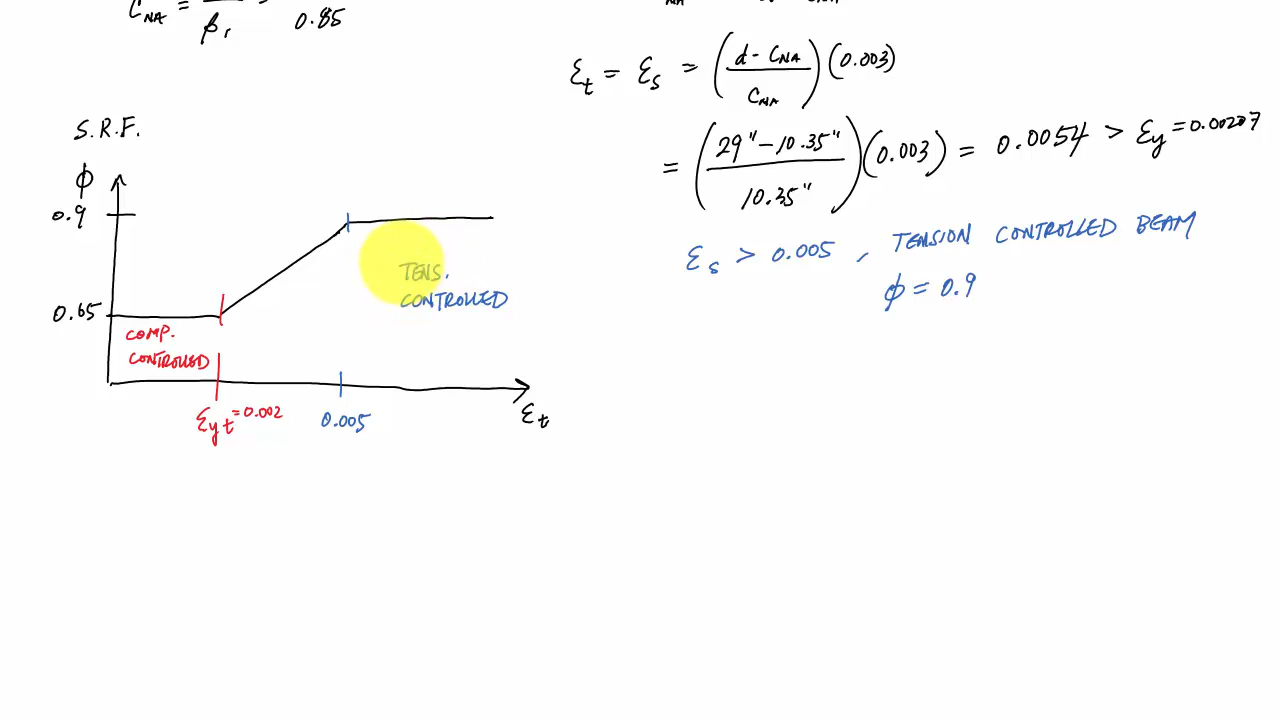 C_NA = / β₁
0.85
ε_t = ε_s = ( (d - C_NA) / C_NA ) (0.003)
= ( (29" - 10.35") / 10.35" ) (0.003) = 0.0054 > ε_y = 0.00207
ε_s > 0.005 , TENSION CONTROLLED BEAM
φ = 0.9
S.R.F.
φ
0.9
TENS.
CONTROLLED
0.65
COMP.
CONTROLLED
ε_yt = 0.002
0.005
ε_t